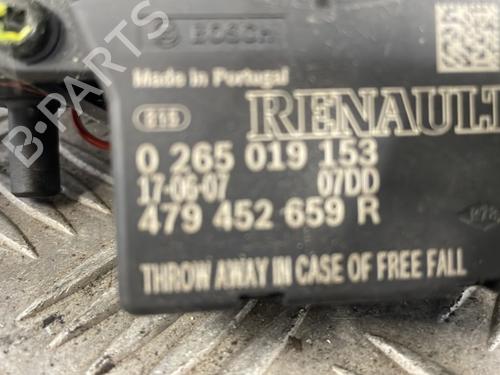 BOSCH
Made in Portugal
RENAULT
0 265 019 153
17-06-07 07DD
479 452 659 R
THROW AWAY IN CASE OF FREE FALL